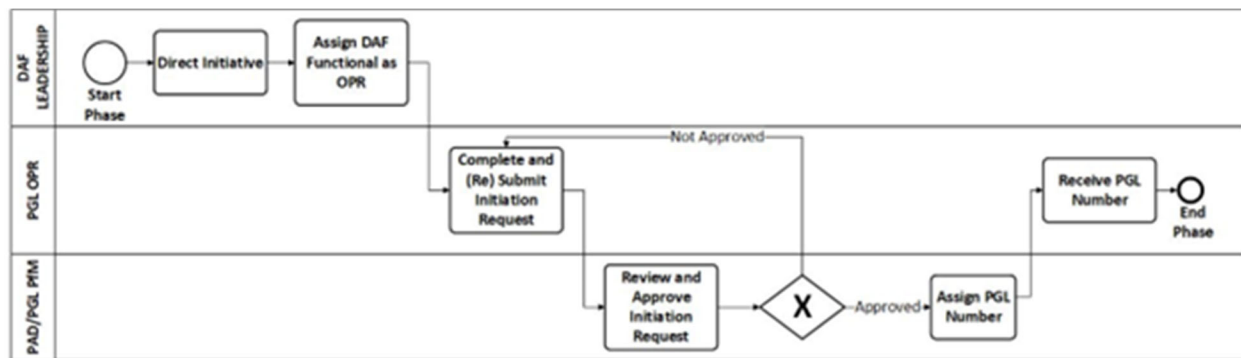 DAF
LEADERSHIP
Start
Phase
Direct Initiative
Assign DAF
Functional as
OPR
PGL OPR
Complete and
(Re) Submit
Initiation
Request
Not Approved
Receive PGL
Number
End
Phase
PAD/PGL PfM
Review and
Approve
Initiation
Request
X
Approved
Assign PGL
Number